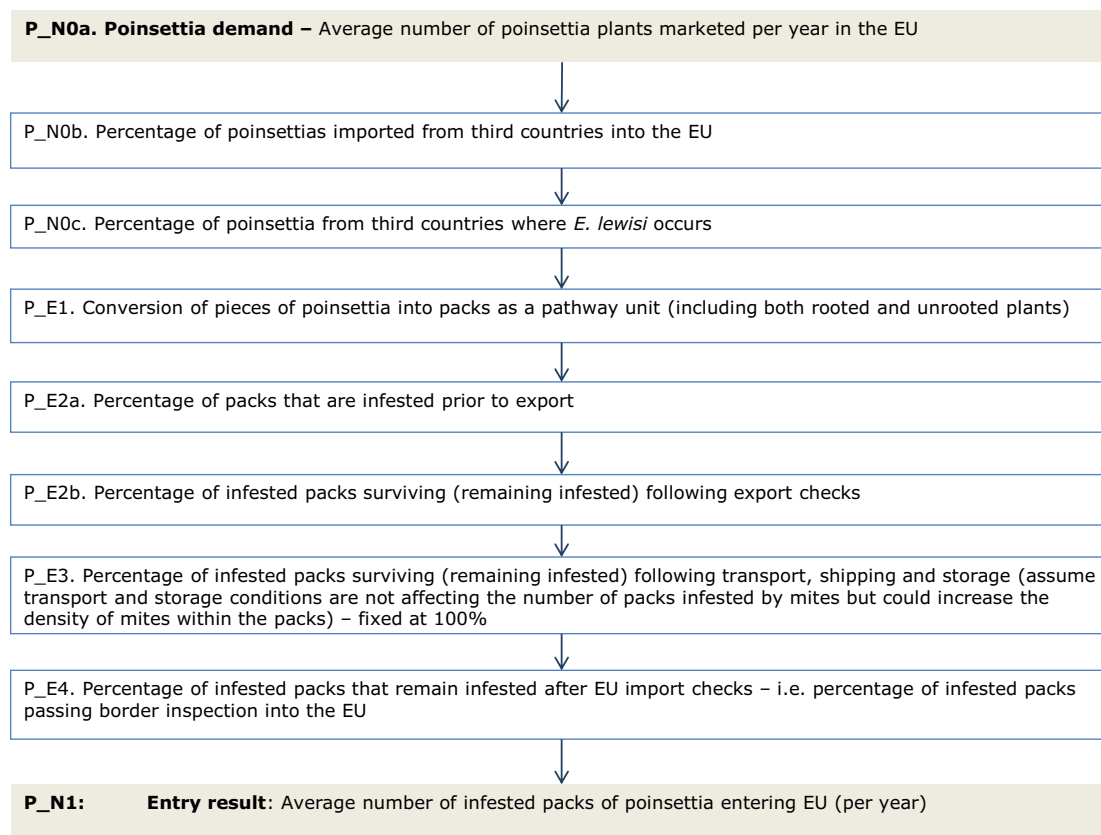 P_N0a. Poinsettia demand – Average number of poinsettia plants marketed per year in the EU
P_N0b. Percentage of poinsettias imported from third countries into the EU
P_N0c. Percentage of poinsettia from third countries where E. lewisi occurs
P_E1. Conversion of pieces of poinsettia into packs as a pathway unit (including both rooted and unrooted plants)
P_E2a. Percentage of packs that are infested prior to export
P_E2b. Percentage of infested packs surviving (remaining infested) following export checks
P_E3. Percentage of infested packs surviving (remaining infested) following transport, shipping and storage (assume
transport and storage conditions are not affecting the number of packs infested by mites but could increase the
density of mites within the packs) – fixed at 100%
P_E4. Percentage of infested packs that remain infested after EU import checks – i.e. percentage of infested packs
passing border inspection into the EU
P_N1: Entry result: Average number of infested packs of poinsettia entering EU (per year)